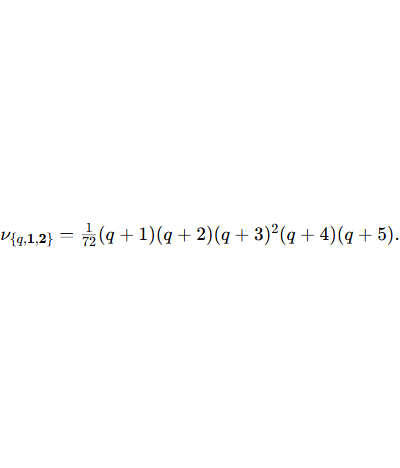 ν_{q,1,2} = 1/72 (q + 1)(q + 2)(q + 3)²(q + 4)(q + 5).